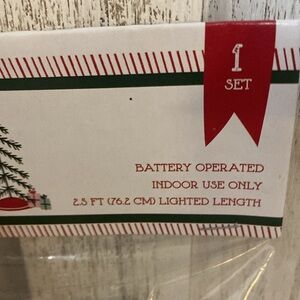 1
SET
BATTERY OPERATED
INDOOR USE ONLY
2.5 FT (76.2 CM) LIGHTED LENGTH